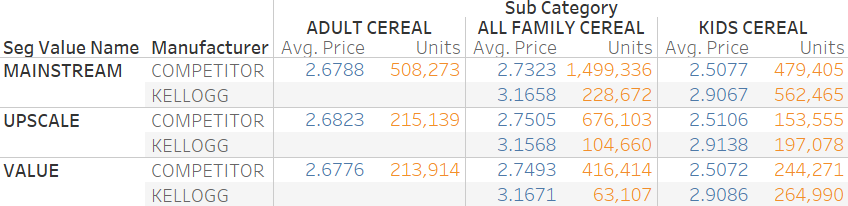 Sub Category
ADULT CEREAL ALL FAMILY CEREAL KIDS CEREAL
Seg Value Name Manufacturer Avg. Price Units Avg. Price Units Avg. Price Units
MAINSTREAM COMPETITOR 2.6788 508,273 2.7323 1,499,336 2.5077 479,405
KELLOGG 3.1658 228,672 2.9067 562,465
UPSCALE COMPETITOR 2.6823 215,139 2.7505 676,103 2.5106 153,555
KELLOGG 3.1568 104,660 2.9138 197,078
VALUE COMPETITOR 2.6776 213,914 2.7493 416,414 2.5072 244,271
KELLOGG 3.1671 63,107 2.9086 264,990